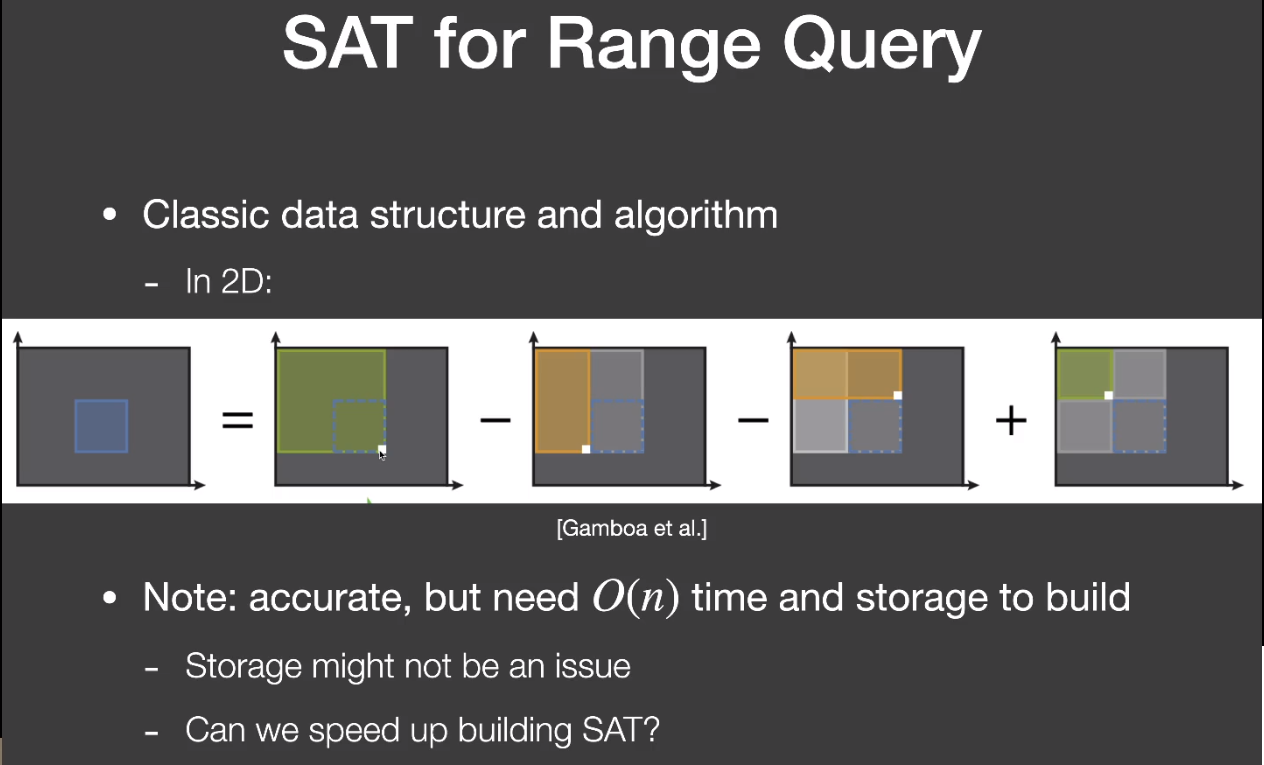 SAT for Range Query
• Classic data structure and algorithm
- In 2D:
= − − +
[Gamboa et al.]
• Note: accurate, but need O(n) time and storage to build
- Storage might not be an issue
- Can we speed up building SAT?